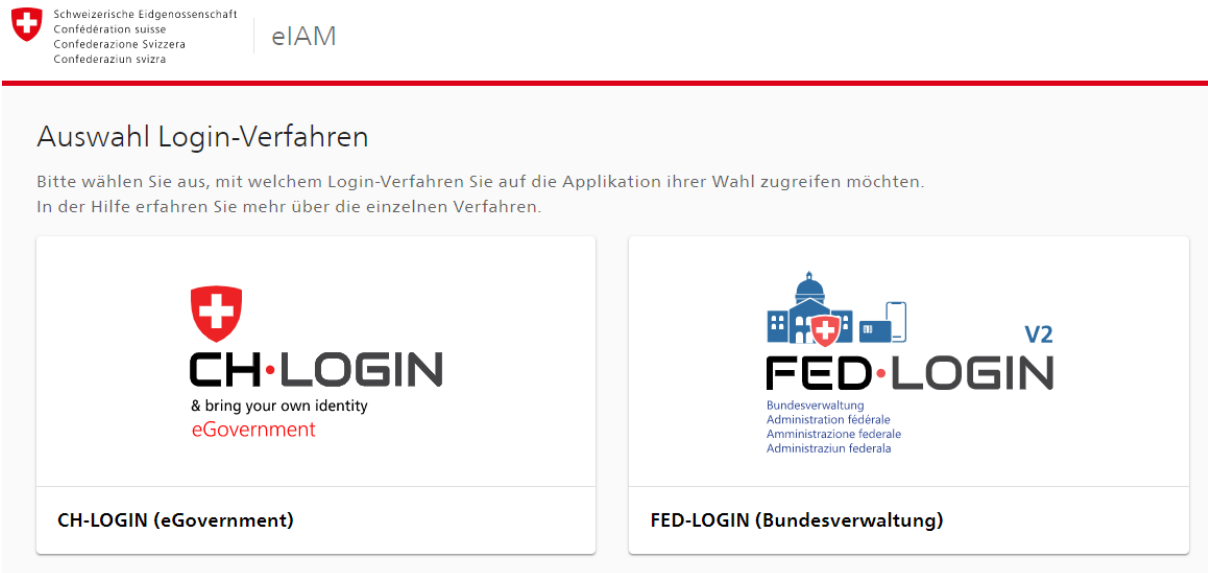 Schweizerische Eidgenossenschaft
Confédération suisse
Confederazione Svizzera
Confederaziun svizra
eIAM
Auswahl Login-Verfahren
Bitte wählen Sie aus, mit welchem Login-Verfahren Sie auf die Applikation ihrer Wahl zugreifen möchten.
In der Hilfe erfahren Sie mehr über die einzelnen Verfahren.
CH·LOGIN
& bring your own identity
eGovernment
CH-LOGIN (eGovernment)
V2
FED·LOGIN
Bundesverwaltung
Administration fédérale
Amministrazione federale
Administraziun federala
FED-LOGIN (Bundesverwaltung)